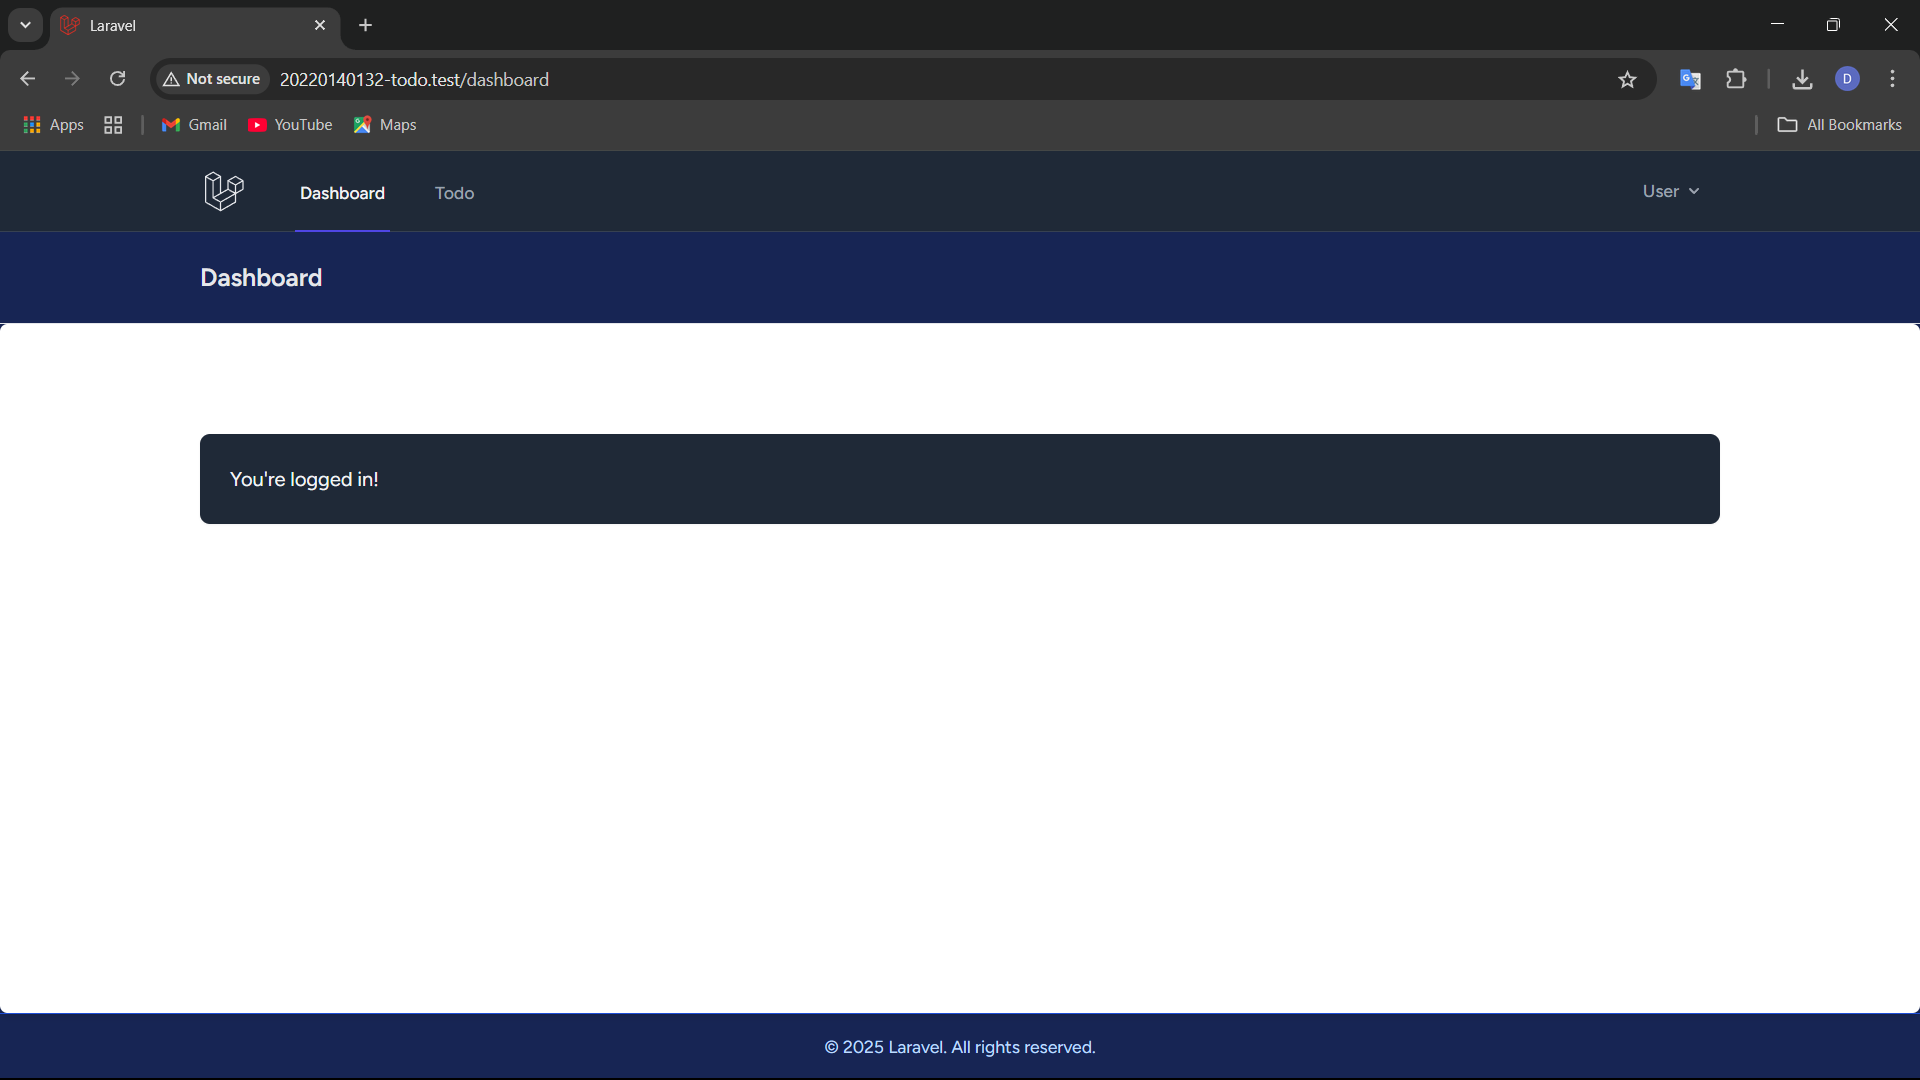 Laravel
Not secure 20220140132-todo.test/dashboard D
Apps Gmail YouTube Maps All Bookmarks
Dashboard Todo User
Dashboard
You're logged in!
© 2025 Laravel. All rights reserved.